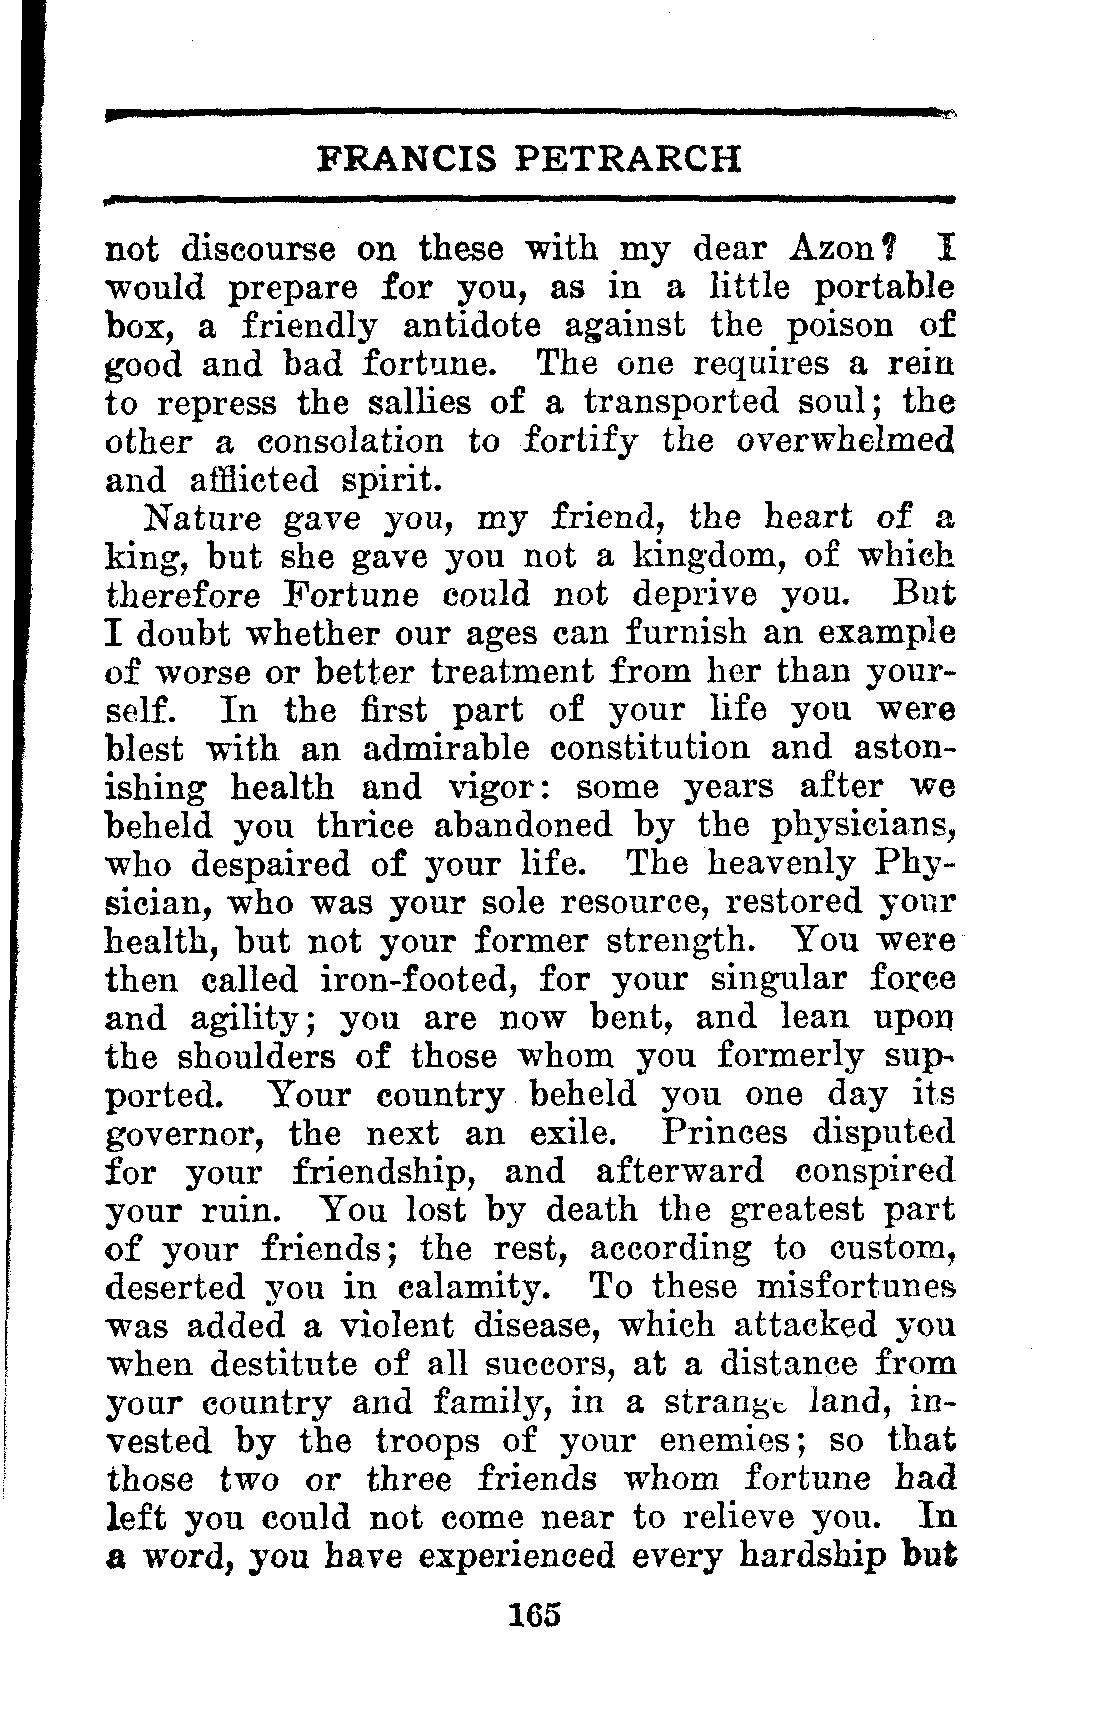 FRANCIS PETRARCH
not discourse on these with my dear Azon? I
would prepare for you, as in a little portable
box, a friendly antidote against the poison of
good and bad fortune. The one requires a rein
to repress the sallies of a transported soul; the
other a consolation to fortify the overwhelmed
and afflicted spirit.
Nature gave you, my friend, the heart of a
king, but she gave you not a kingdom, of which
therefore Fortune could not deprive you. But
I doubt whether our ages can furnish an example
of worse or better treatment from her than your-
self. In the first part of your life you were
blest with an admirable constitution and aston-
ishing health and vigor: some years after we
beheld you thrice abandoned by the physicians,
who despaired of your life. The heavenly Phy-
sician, who was your sole resource, restored your
health, but not your former strength. You were
then called iron-footed, for your singular force
and agility; you are now bent, and lean upon
the shoulders of those whom you formerly sup-
ported. Your country beheld you one day its
governor, the next an exile. Princes disputed
for your friendship, and afterward conspired
your ruin. You lost by death the greatest part
of your friends; the rest, according to custom,
deserted you in calamity. To these misfortunes
was added a violent disease, which attacked you
when destitute of all succors, at a distance from
your country and family, in a strange land, in-
vested by the troops of your enemies; so that
those two or three friends whom fortune had
left you could not come near to relieve you. In
a word, you have experienced every hardship but
165